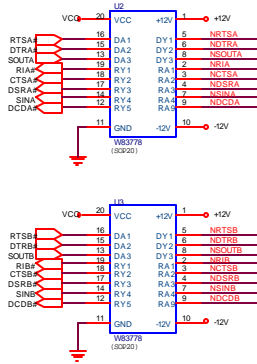 U2
VCC 20 VCC +12V 1 +12V
RTSA# 16 DA1 DY1 5 NRTSA
DTRA# 15 DA2 DY2 6 NDTRA
SOUTA 13 DA3 DY3 8 NSOUTA
RIA# 19 RY1 RA1 2 NRIA
CTSA# 18 RY2 RA2 3 NCTSA
DSRA# 17 RY3 RA3 4 NDSRA
SINA 14 RY4 RA4 7 NSINA
DCDA# 12 RY5 RA5 9 NDCDA
11 GND -12V 10 -12V
W83778
(SOP20)
U3
VCC 20 VCC +12V 1 +12V
RTSB# 16 DA1 DY1 5 NRTSB
DTRB# 15 DA2 DY2 6 NDTRB
SOUTB 13 DA3 DY3 8 NSOUTB
RIB# 19 RY1 RA1 2 NRIB
CTSB# 18 RY2 RA2 3 NCTSB
DSRB# 17 RY3 RA3 4 NDSRB
SINB 14 RY4 RA4 7 NSINB
DCDB# 12 RY5 RA5 9 NDCDB
11 GND -12V 10 -12V
W83778
(SOP20)